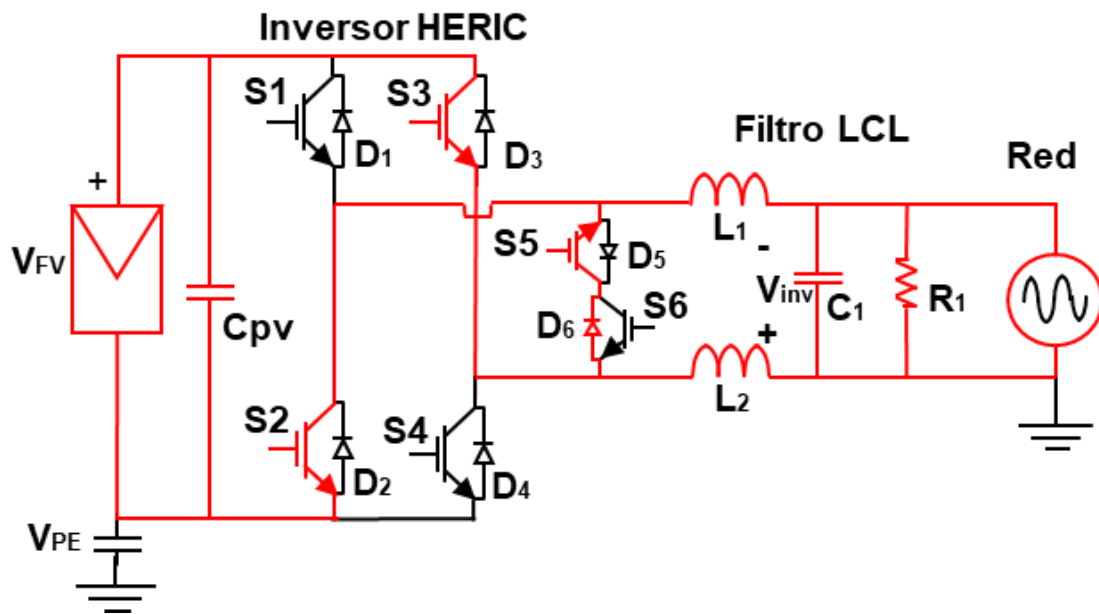 Inversor HERIC
S1
S3
D1
D3
Filtro LCL
Red
+
VFV
Cpv
S5
D5
D6
S6
L1
-
Vinv
+
C1
R1
L2
S2
S4
D2
D4
VPE